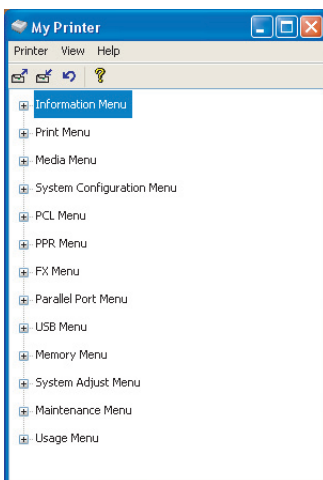 My Printer
Printer View Help
Information Menu
Print Menu
Media Menu
System Configuration Menu
PCL Menu
PPR Menu
FX Menu
Parallel Port Menu
USB Menu
Memory Menu
System Adjust Menu
Maintenance Menu
Usage Menu